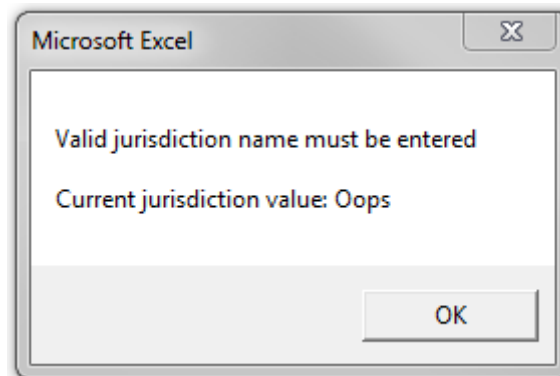 Microsoft Excel
Valid jurisdiction name must be entered
Current jurisdiction value: Oops
OK